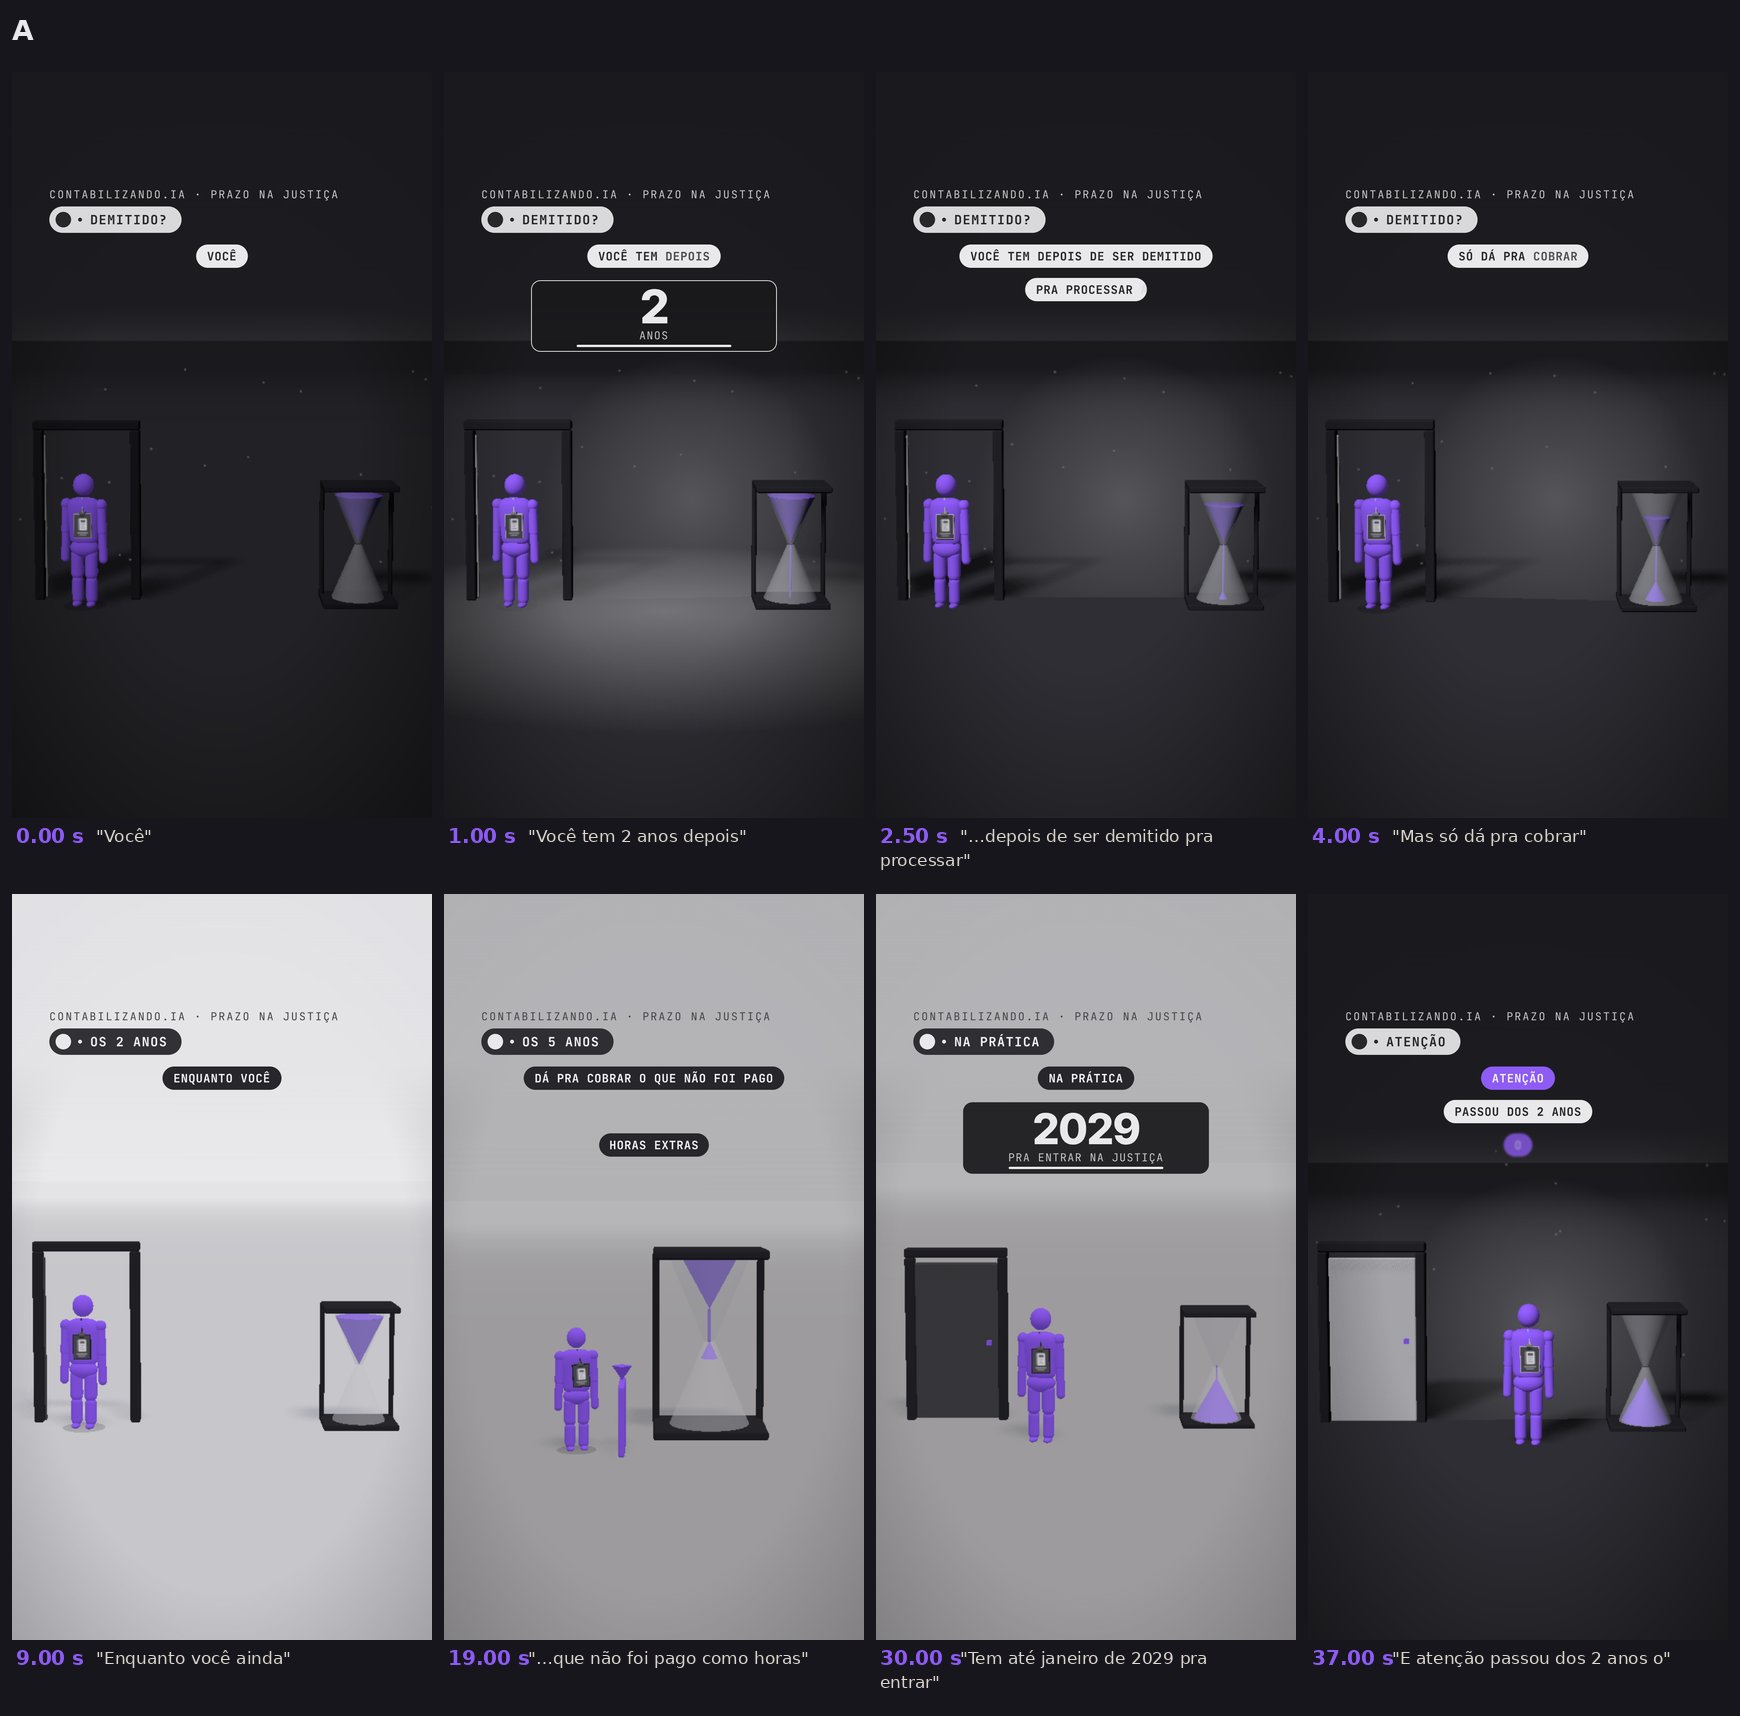 A
CONTABILIZANDO.IA · PRAZO NA JUSTIÇA
• DEMITIDO?
VOCÊ
0.00 s "Você"
CONTABILIZANDO.IA · PRAZO NA JUSTIÇA
• DEMITIDO?
VOCÊ TEM DEPOIS
2
ANOS
1.00 s "Você tem 2 anos depois"
CONTABILIZANDO.IA · PRAZO NA JUSTIÇA
• DEMITIDO?
VOCÊ TEM DEPOIS DE SER DEMITIDO
PRA PROCESSAR
2.50 s "...depois de ser demitido pra
processar"
CONTABILIZANDO.IA · PRAZO NA JUSTIÇA
• DEMITIDO?
SÓ DÁ PRA COBRAR
4.00 s "Mas só dá pra cobrar"
CONTABILIZANDO.IA · PRAZO NA JUSTIÇA
• OS 2 ANOS
ENQUANTO VOCÊ
9.00 s "Enquanto você ainda"
CONTABILIZANDO.IA · PRAZO NA JUSTIÇA
• OS 5 ANOS
DÁ PRA COBRAR O QUE NÃO FOI PAGO
HORAS EXTRAS
19.00 s "...que não foi pago como horas"
CONTABILIZANDO.IA · PRAZO NA JUSTIÇA
• NA PRÁTICA
NA PRÁTICA
2029
PRA ENTRAR NA JUSTIÇA
30.00 s "Tem até janeiro de 2029 pra
entrar"
CONTABILIZANDO.IA · PRAZO NA JUSTIÇA
• ATENÇÃO
ATENÇÃO
PASSOU DOS 2 ANOS
37.00 s "E atenção passou dos 2 anos o"